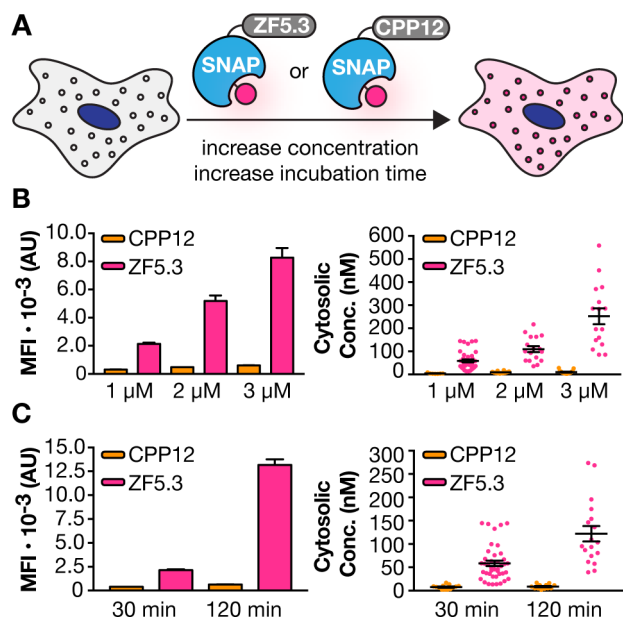 A
ZF5.3
CPP12
SNAP
or
SNAP
increase concentration
increase incubation time
B
MFI · 10⁻³ (AU)
10.0
8.0
6.0
4.0
2.0
0
CPP12
ZF5.3
1 µM
2 µM
3 µM
Cytosolic
Conc. (nM)
600
500
400
300
200
100
0
CPP12
ZF5.3
1 µM
2 µM
3 µM
C
MFI · 10⁻³ (AU)
15.0
12.5
10.0
7.5
5.0
2.5
0
CPP12
ZF5.3
30 min
120 min
Cytosolic
Conc. (nM)
300
250
200
150
100
50
0
CPP12
ZF5.3
30 min
120 min